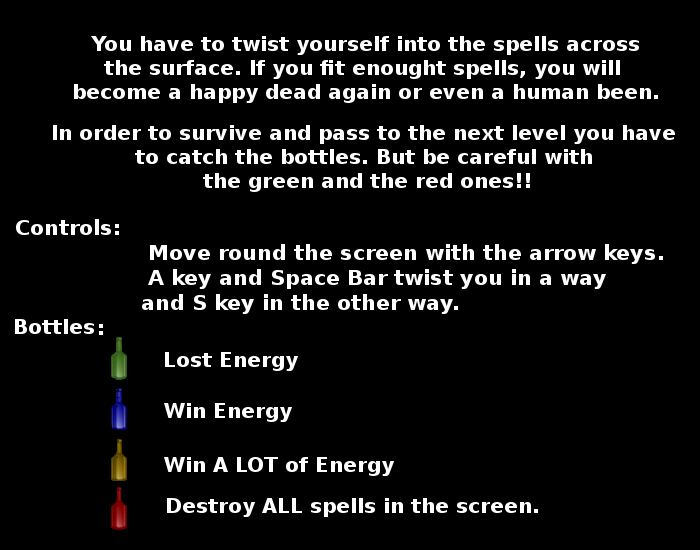 You have to twist yourself into the spells across
the surface. If you fit enought spells, you will
become a happy dead again or even a human been.
In order to survive and pass to the next level you have
to catch the bottles. But be careful with
the green and the red ones!!
Controls:
Move round the screen with the arrow keys.
A key and Space Bar twist you in a way
and S key in the other way.
Bottles:
Lost Energy
Win Energy
Win A LOT of Energy
Destroy ALL spells in the screen.